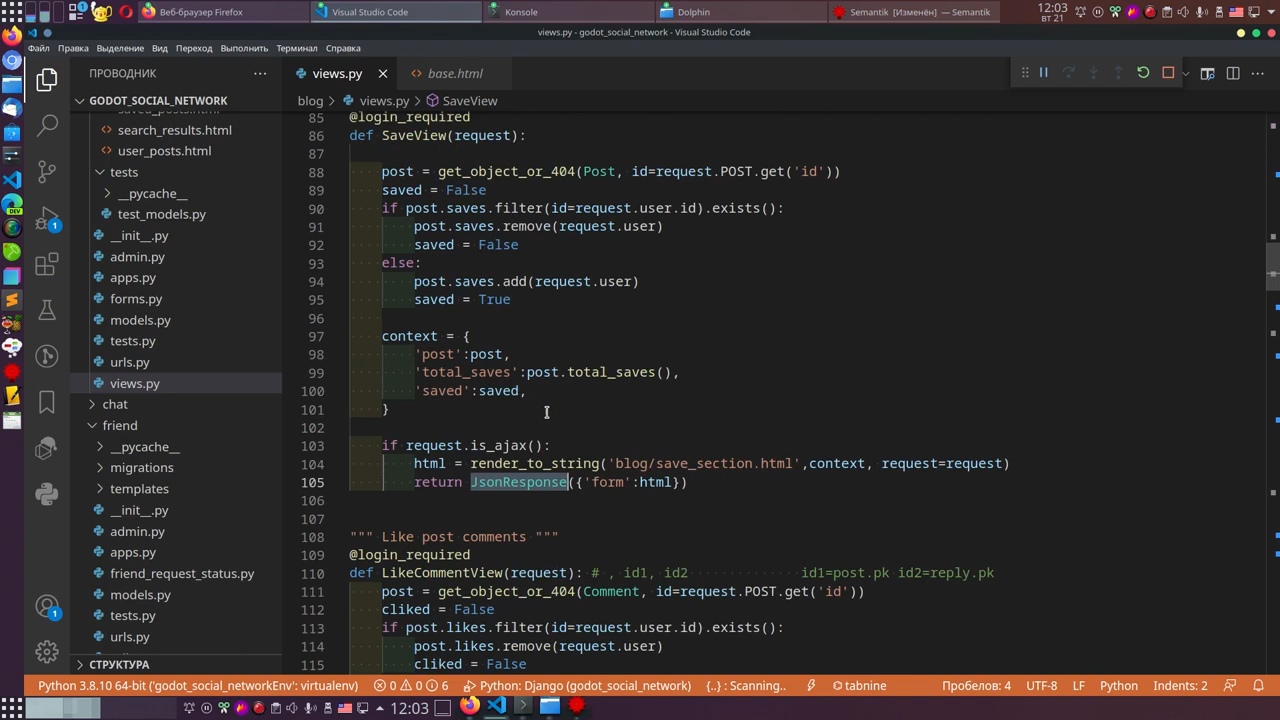 Веб-браузер Firefox
Visual Studio Code
Konsole
Dolphin
Semantik [Изменён] — Semantik
12:03
вт 21
views.py - godot_social_network - Visual Studio Code
Файл Правка Выделение Вид Переход Выполнить Терминал Справка
ПРОВОДНИК
views.py
base.html
GODOT_SOCIAL_NETWORK
blog > views.py > SaveView
search_results.html
user_posts.html
tests
__pycache__
test_models.py
__init__.py
admin.py
apps.py
forms.py
models.py
tests.py
urls.py
views.py
chat
friend
__pycache__
migrations
templates
__init__.py
admin.py
apps.py
friend_request_status.py
models.py
tests.py
urls.py
СТРУКТУРА
DEV
1
1
85 @login_required
86 def SaveView(request):
87
88 post = get_object_or_404(Post, id=request.POST.get('id'))
89 saved = False
90 if post.saves.filter(id=request.user.id).exists():
91 post.saves.remove(request.user)
92 saved = False
93 else:
94 post.saves.add(request.user)
95 saved = True
96
97 context = {
98 'post':post,
99 'total_saves':post.total_saves(),
100 'saved':saved,
101 }
102
103 if request.is_ajax():
104 html = render_to_string('blog/save_section.html',context, request=request)
105 return JsonResponse({'form':html})
106
107
108 """ Like post comments """
109 @login_required
110 def LikeCommentView(request): # , id1, id2 id1=post.pk id2=reply.pk
111 post = get_object_or_404(Comment, id=request.POST.get('id'))
112 cliked = False
113 if post.likes.filter(id=request.user.id).exists():
114 post.likes.remove(request.user)
115 cliked = False
Python 3.8.10 64-bit ('godot_social_networkEnv': virtualenv) 0 0 6 Python: Django (godot_social_network) {..} : Scanning.. tabnine Пробелов: 4 UTF-8 LF Python Indents: 2
12:03